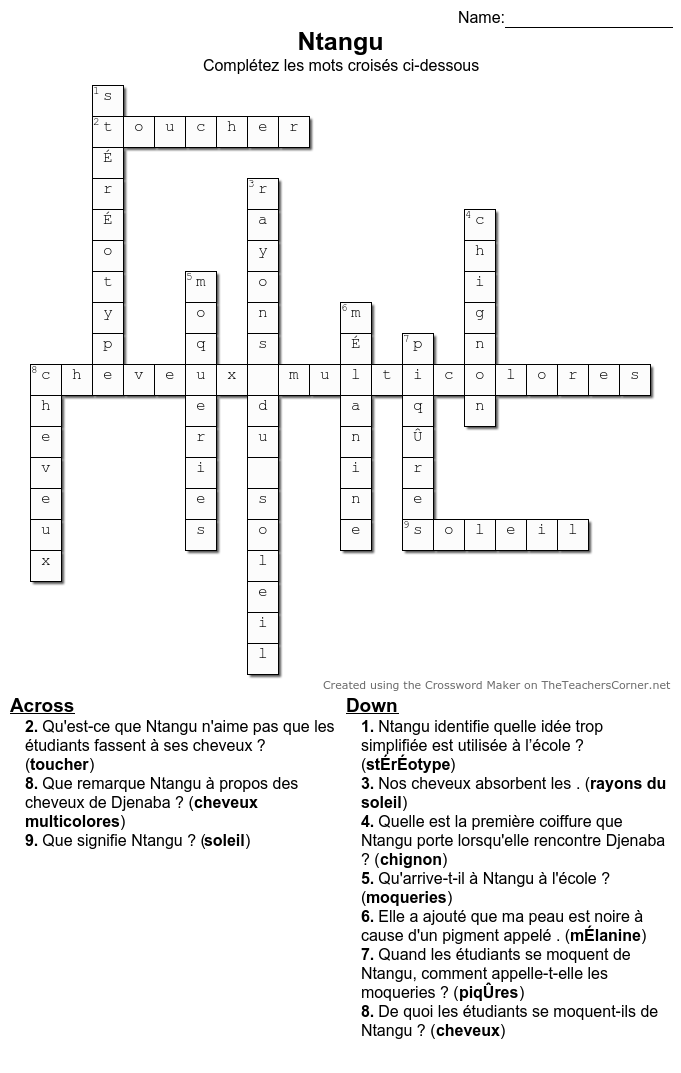 Name:
Ntangu
Complétez les mots croisés ci-dessous
1 s
2 t o u c h e r
É
3 r
r
4 c
É a
h
o y
5 m i
t o
6 m g
y o n
7 p n
p q É s
8 c h e v e u x m u l t i c o l o r e s
h e d a q n
e r u n Û
v i i r
e e s n e
u s o e 9 s o l e i l
x l
e
i
l
Created using the Crossword Maker on TheTeachersCorner.net
Across
2. Qu'est-ce que Ntangu n'aime pas que les
étudiants fassent à ses cheveux ?
(toucher)
8. Que remarque Ntangu à propos des
cheveux de Djenaba ? (cheveux
multicolores)
9. Que signifie Ntangu ? (soleil)
Down
1. Ntangu identifie quelle idée trop
simplifiée est utilisée à l’école ?
(stÉrÉotype)
3. Nos cheveux absorbent les . (rayons du
soleil)
4. Quelle est la première coiffure que
Ntangu porte lorsqu'elle rencontre Djenaba
? (chignon)
5. Qu'arrive-t-il à Ntangu à l'école ?
(moqueries)
6. Elle a ajouté que ma peau est noire à
cause d'un pigment appelé . (mÉlanine)
7. Quand les étudiants se moquent de
Ntangu, comment appelle-t-elle les
moqueries ? (piqÛres)
8. De quoi les étudiants se moquent-ils de
Ntangu ? (cheveux)